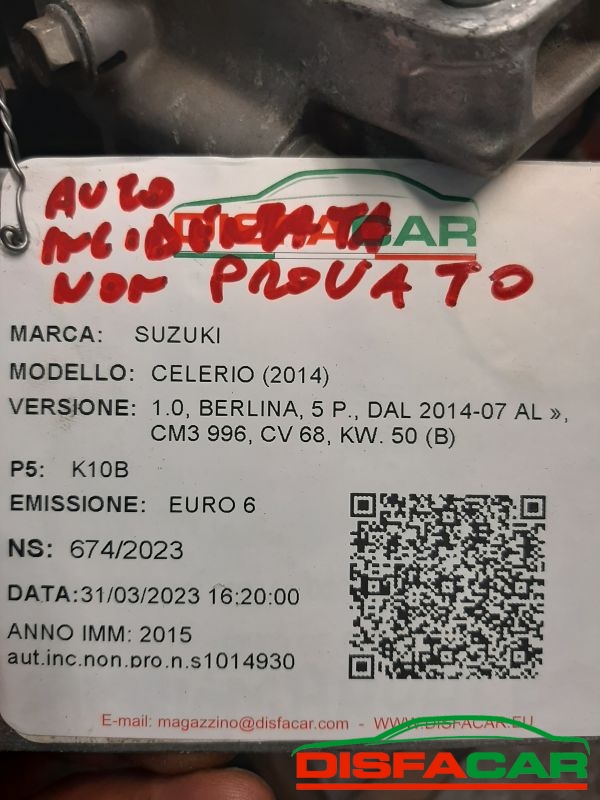 AUTO
DISFACAR
INCIDENTATA
NON PROVATO
MARCA: SUZUKI
MODELLO: CELERIO (2014)
VERSIONE: 1.0, BERLINA, 5 P., DAL 2014-07 AL »,
CM3 996, CV 68, KW. 50 (B)
P5: K10B
EMISSIONE: EURO 6
NS: 674/2023
DATA:31/03/2023 16:20:00
ANNO IMM: 2015
aut.inc.non.pro.n.s1014930
E-mail: magazzino@disfacar.com - WWW.DISFACAR.EU
DISFACAR